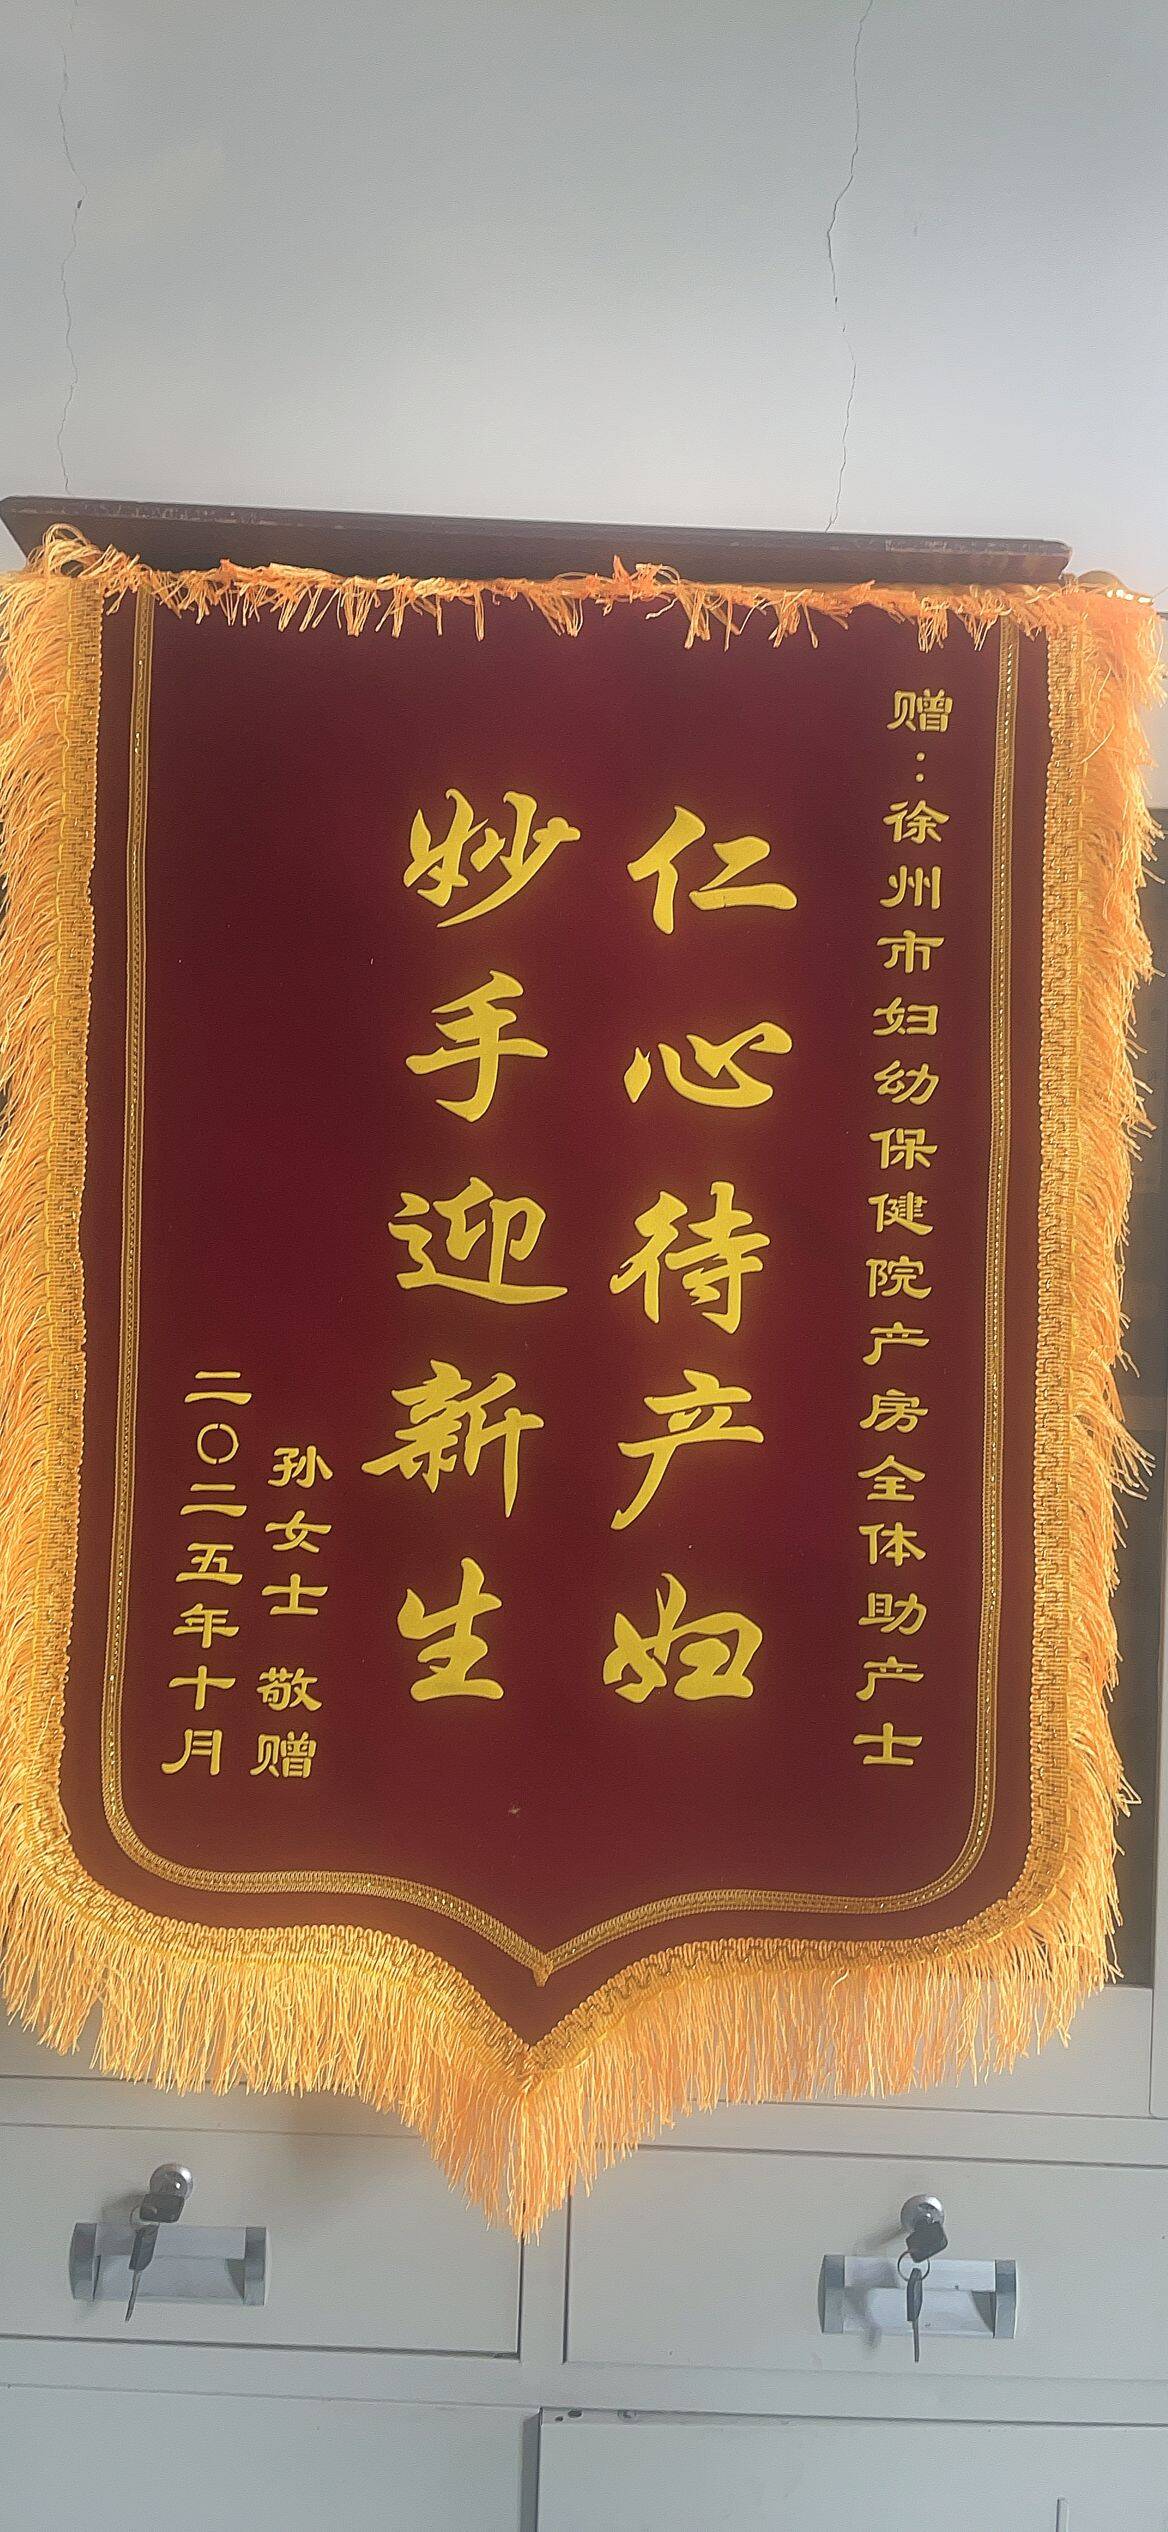 赠：徐州市妇幼保健院产房全体助产士
仁心待产妇
妙手迎新生
孙女士 敬赠
二〇二五年十月